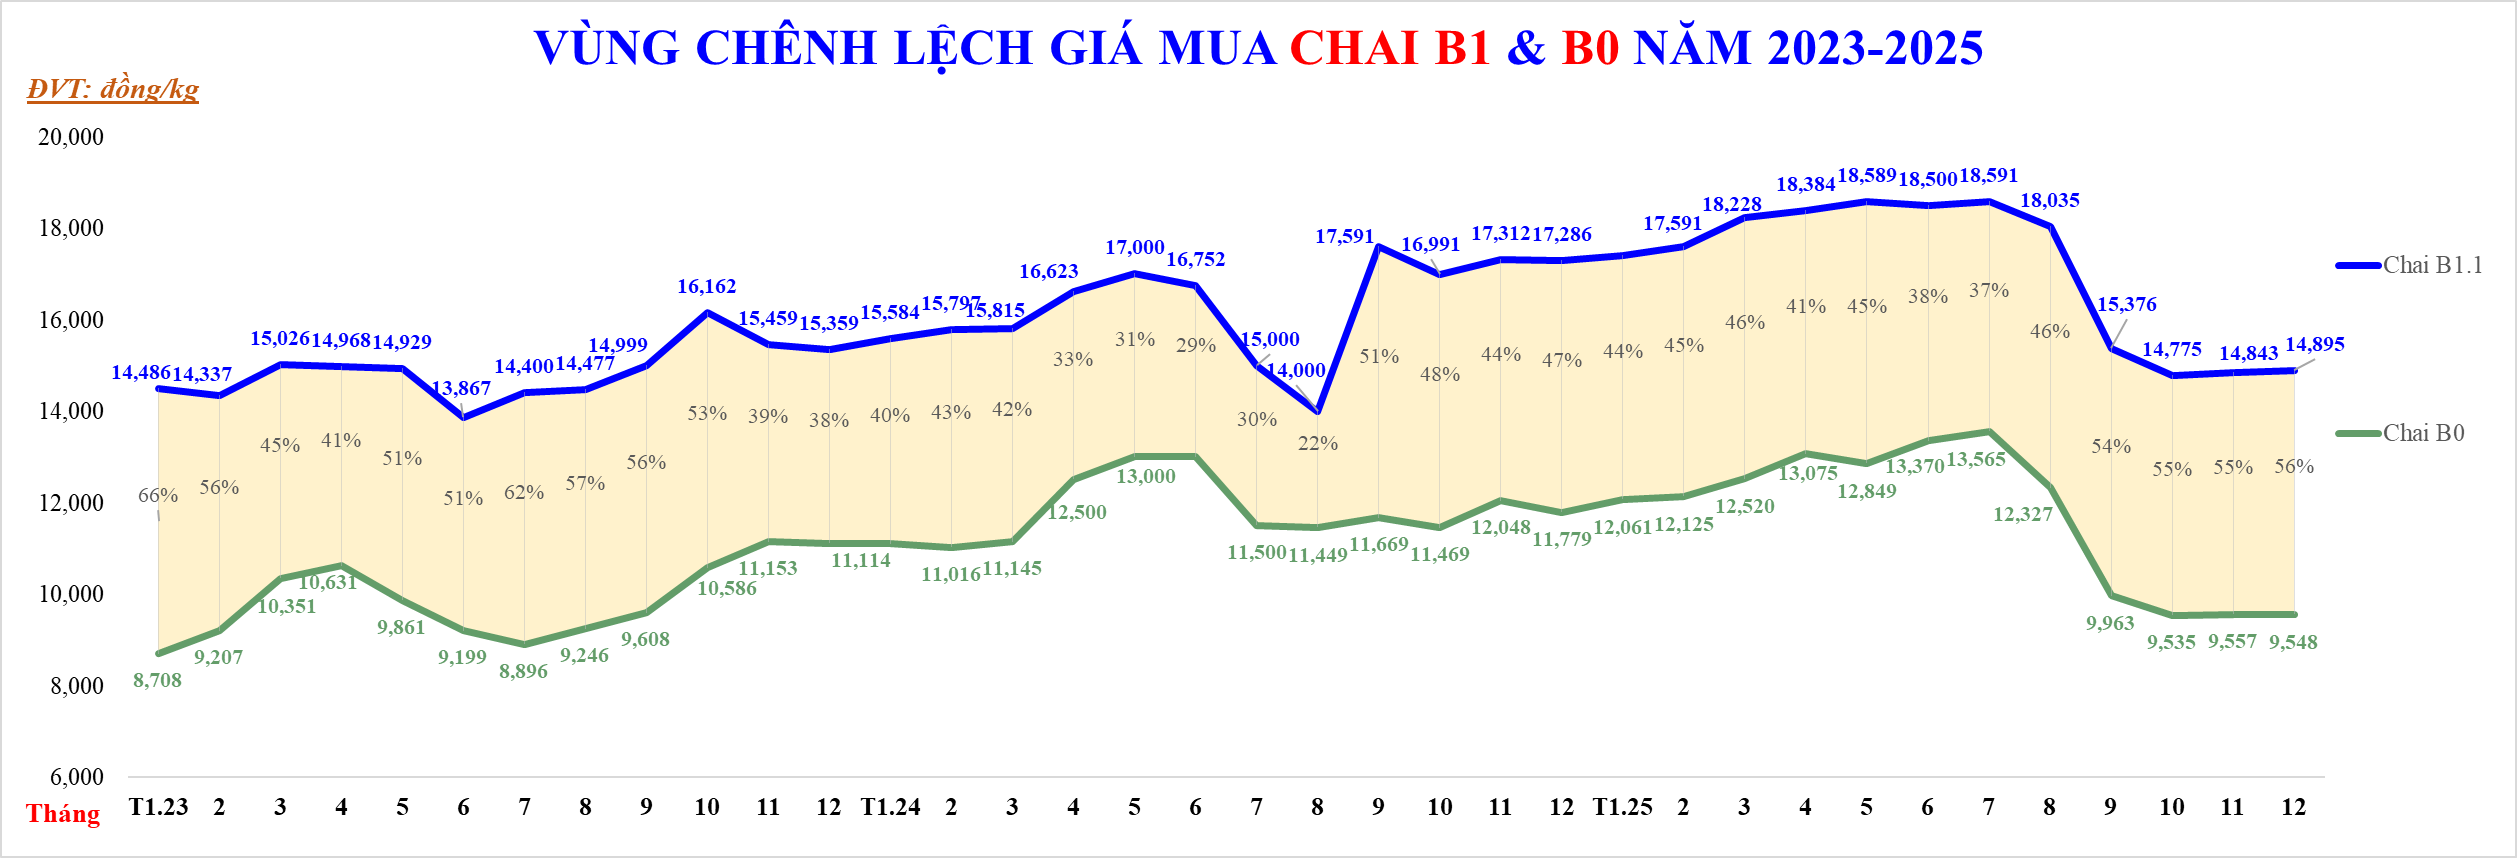 VÙNG CHÊNH LỆCH GIÁ MUA CHAI B1 & B0 NĂM 2023-2025
ĐVT: đồng/kg
20,000
18,000
16,000
14,000
12,000
10,000
8,000
6,000
14,486 14,337 15,026 14,968 14,929 13,867 14,400 14,477 14,999 16,162 15,459 15,359 15,584 15,797 15,815 16,623 17,000 16,752 15,000 14,000 17,591 16,991 17,312 17,286 17,591 18,228 18,384 18,589 18,500 18,591 18,035 15,376 14,775 14,843 14,895
66% 56% 45% 41% 51% 51% 62% 57% 56% 53% 39% 38% 40% 43% 42% 33% 31% 29% 30% 22% 51% 48% 44% 47% 44% 45% 46% 41% 45% 38% 37% 46% 54% 55% 55% 56%
8,708 9,207 10,351 10,631 9,861 9,199 8,896 9,246 9,608 10,586 11,153 11,114 11,016 11,145 12,500 13,000 11,500 11,449 11,669 11,469 12,048 11,779 12,061 12,125 12,520 13,075 12,849 13,370 13,565 12,327 9,963 9,535 9,557 9,548
Chai B1.1
Chai B0
Tháng
T1.23 2 3 4 5 6 7 8 9 10 11 12 T1.24 2 3 4 5 6 7 8 9 10 11 12 T1.25 2 3 4 5 6 7 8 9 10 11 12